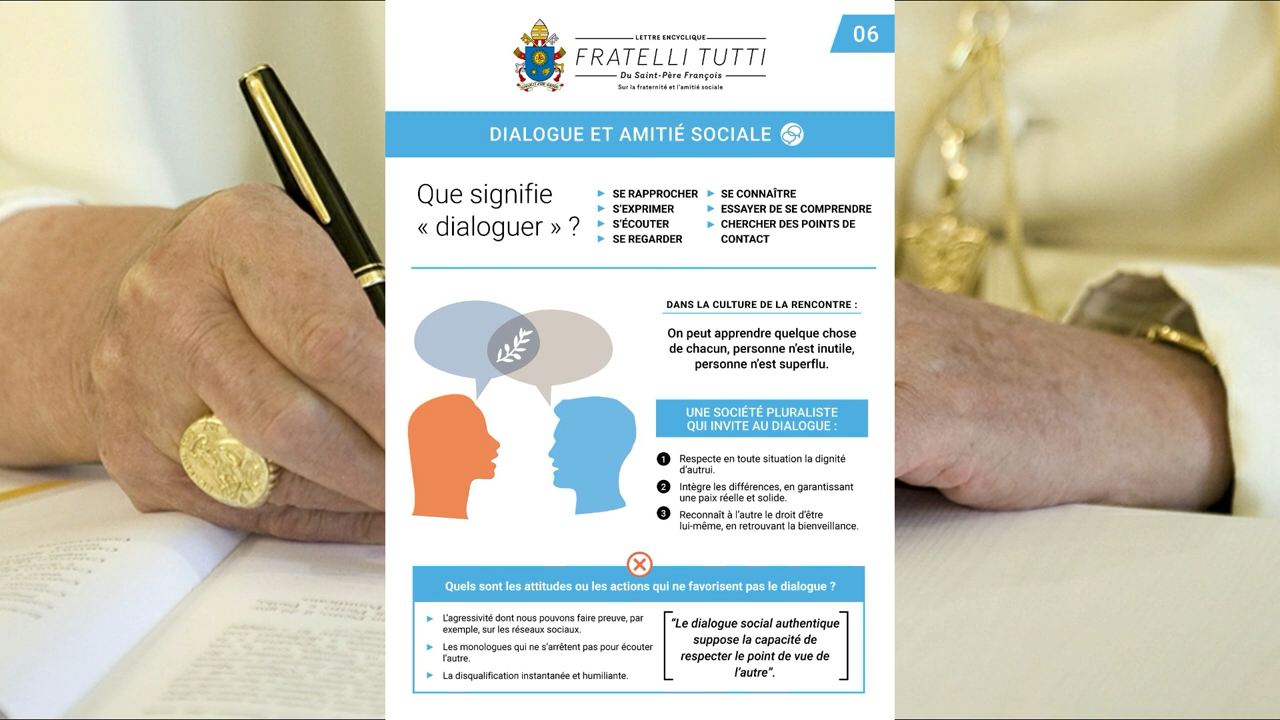 06
LETTRE ENCYCLIQUE
FRATELLI TUTTI
Du Saint-Père François
Sur la fraternité et l'amitié sociale
DIALOGUE ET AMITIÉ SOCIALE
Que signifie
« dialoguer » ?
► SE RAPPROCHER
► S'EXPRIMER
► S'ÉCOUTER
► SE REGARDER
► SE CONNAÎTRE
► ESSAYER DE SE COMPRENDRE
► CHERCHER DES POINTS DE
CONTACT
DANS LA CULTURE DE LA RENCONTRE :
On peut apprendre quelque chose
de chacun, personne n'est inutile,
personne n'est superflu.
UNE SOCIÉTÉ PLURALISTE
QUI INVITE AU DIALOGUE :
1 Respecte en toute situation la dignité
d'autrui.
2 Intègre les différences, en garantissant
une paix réelle et solide.
3 Reconnaît à l'autre le droit d'être
lui-même, en retrouvant la bienveillance.
Quels sont les attitudes ou les actions qui ne favorisent pas le dialogue ?
► L'agressivité dont nous pouvons faire preuve, par
exemple, sur les réseaux sociaux.
► Les monologues qui ne s'arrêtent pas pour écouter
l'autre.
► La disqualification instantanée et humiliante.
"Le dialogue social authentique
suppose la capacité de
respecter le point de vue de
l'autre".